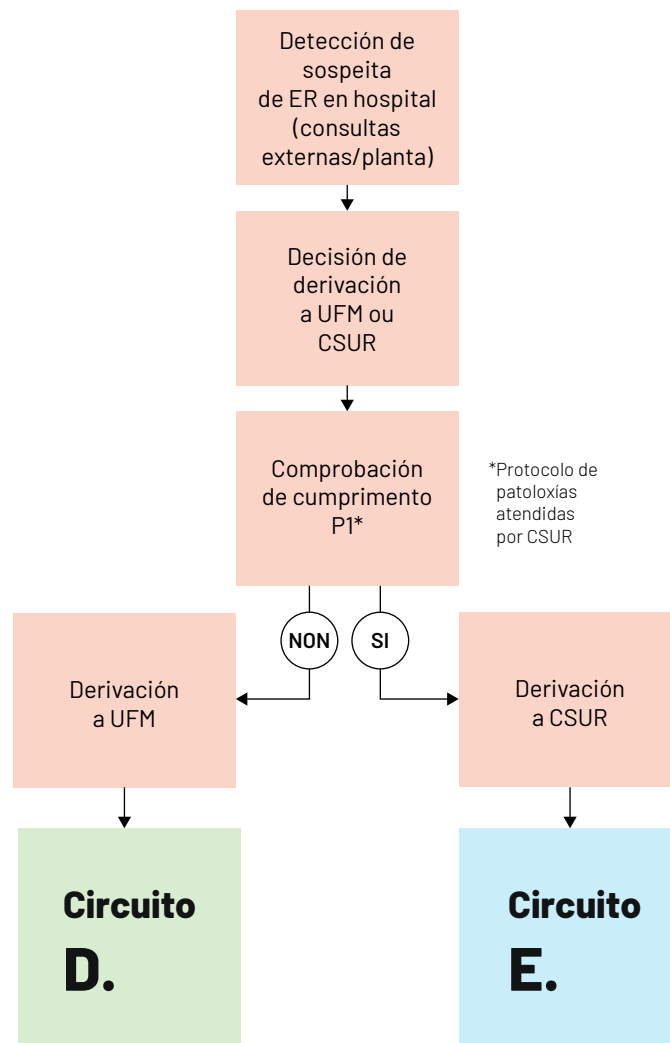 Detección de
sospeita
de ER en hospital
(consultas
externas/planta)
Decisión de
derivación
a UFM ou
CSUR
Comprobación
de cumprimento
P1*
*Protocolo de
patoloxías
atendidas
por CSUR
NON
SI
Derivación
a UFM
Derivación
a CSUR
Circuito
D.
Circuito
E.